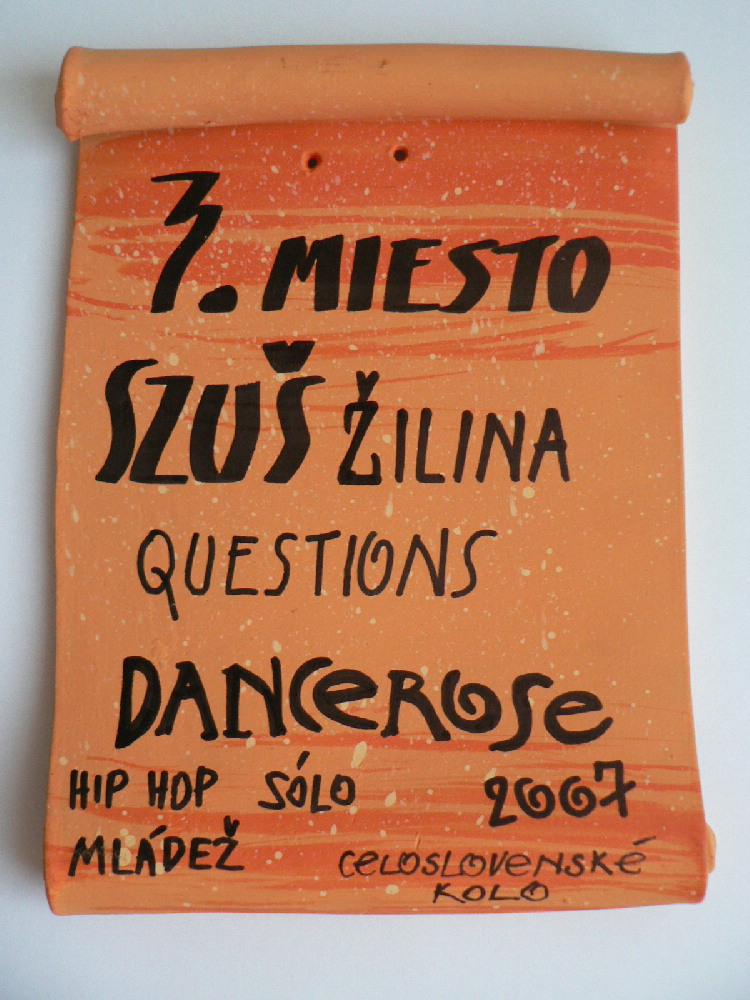 3. MIESTO
SZUŠ ŽILINA
QUESTIONS
DANCEROSE
HIP HOP SÓLO 2007
MLÁDEŽ CELOSLOVENSKÉ
KOLO